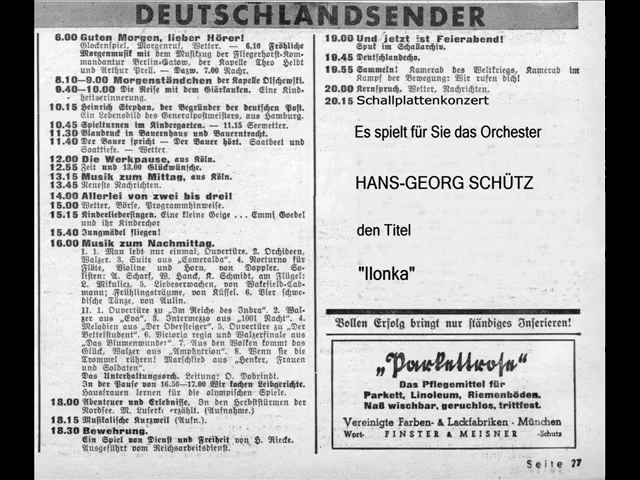 DEUTSCHLANDSENDER
6.00 Guten Morgen, lieber Hörer!
Glockenspiel, Morgenruf, Wetter. — 6.10 Fröhliche
Morgenmusik mit dem Musikzug der Fliegerhorst-Kom-
mandantur Berlin-Gatow, der Kapelle Theo Heldt
und Arthur Prell. — Dazw. 7.00 Nachr.
8.10—9.00 Morgenständchen der Kapelle Olschewski.
9.40—10.00 Die Reise mit dem Gigirkasten. Eine Kind-
heitserinnerung.
10.15 Heinrich Stephan, der Begründer der deutschen Post.
Ein Lebensbild des Generalpostmeisters, aus Hamburg.
10.45 Spielturnen im Kindergarten. — 11.15 Seewetter.
11.30 Blaudruck in Bauernhaus und Bauerntracht.
11.40 Der Bauer spricht — Der Bauer hört. Saatbeet und
Saattiefe. — Wetter.
12.00 Die Werkpause, aus Köln.
12.55 Zeit und 13.00 Glückwünsche.
13.15 Musik zum Mittag, aus Köln.
13.45 Neueste Nachrichten.
14.00 Allerlei von zwei bis drei!
15.00 Wetter, Börse, Programmhinweise.
15.15 Kinderliedersingen. Eine kleine Geige ... Emmi Goedel
und ihr Kinderchor
15.40 Jungmädel fliegen!
16.00 Musik zum Nachmittag.
I. 1. Man lebt nur einmal, Ouvertüre. 2. Orchideen,
Walzer. 3. Suite aus „Esmeralda“. 4. Notturno für
Flöte, Violine und Horn, von Doppler. So-
listen: A. Scharf, W. Hanck, K. Schmidt, am Flügel:
L. Mikulicz. 5. Liebeserwachen, von Wakefield-Cad-
mann; Frühlingsträume, von Küssel. 6. Vier schwe-
dische Tänze, von Aulin.
II. 1. Ouvertüre zu „Im Reiche des Indra“. 2. Wal-
zer aus „Eva“. 3. Intermezzo aus „1001 Nacht“. 4.
Melodien aus „Der Obersteiger“. 5. Ouvertüre zu „Der
Bettelstudent“. 6. Victoria regia und Walzerfinale aus
„Das Blumenwunder“. 7. Aus den Wolken kommt das
Glück, Walzer aus „Amphytrion“. 8. Wenn sie die
Trommel rühren! Marschlied aus „Henker, Frauen
und Soldaten“.
Das Unterhaltungsorch. Leitung: O. Dobrindt.
In der Pause von 16.50—17.00 Wir kochen Leibgerichte.
Hausfrauen lernen für die olympischen Spiele.
18.00 Abenteuer und Erlebnisse. In den Herbststürmen der
Nordsee. M. Luserke erzählt. (Aufnahme.)
18.15 Musikalische Kurzweil (Aufn.).
18.30 Bewehrung.
Ein Spiel von Dienst und Freiheit von H. Riecke.
Ausgeführt vom Reichsarbeitsdienst.
19.00 Und jetzt ist Feierabend!
Spuk im Schallarchiv.
19.45 Deutschlandecho.
19.55 Sammeln! Kamerad des Weltkriegs, Kamerad im
Kampf der Bewegung: Wir rufen dich!
20.00 Kernspruch, Wetter, Nachrichten.
20.15 Schallplattenkonzert
Es spielt für Sie das Orchester
HANS-GEORG SCHÜTZ
den Titel
"Ilonka"
Vollen Erfolg bringt nur ständiges Inserieren!
„Parkettrose“
Das Pflegemittel für
Parkett, Linoleum, Riemenböden.
Naß wischbar, geruchlos, trittfest.
Vereinigte Farben- & Lackfabriken · München
Wort- FINSTER & MEISNER -Schutz
Seite 27